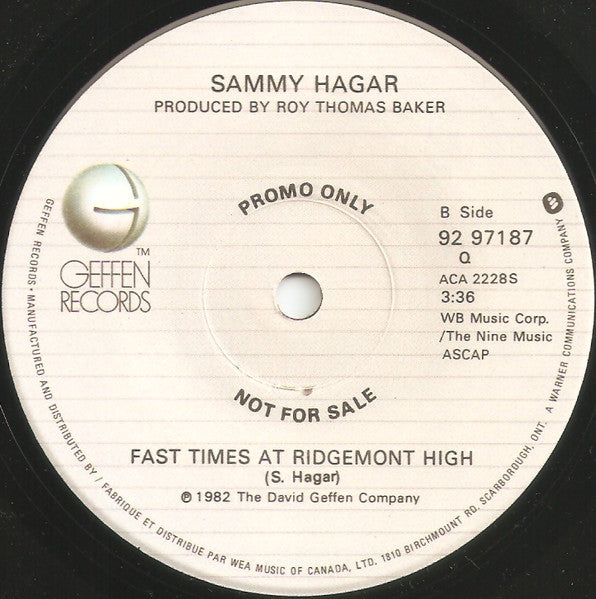 SAMMY HAGAR
PRODUCED BY ROY THOMAS BAKER
PROMO ONLY
G
TM
GEFFEN
RECORDS
B Side
92 97187
Q
ACA 2228S
3:36
WB Music Corp.
/The Nine Music
ASCAP
NOT FOR SALE
FAST TIMES AT RIDGEMONT HIGH
(S. Hagar)
℗ 1982 The David Geffen Company
GEFFEN RECORDS· MANUFACTURED AND DISTRIBUTED BY / FABRIQUE ET DISTRIBUE PAR WEA MUSIC OF CANADA, LTD. 1810 BIRCHMOUNT RD. SCARBOROUGH, ONT. A WARNER COMMUNICATIONS COMPANY